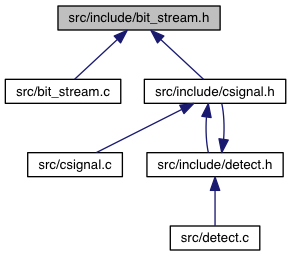 src/include/bit_stream.h
src/bit_stream.c
src/include/csignal.h
src/csignal.c
src/include/detect.h
src/detect.c